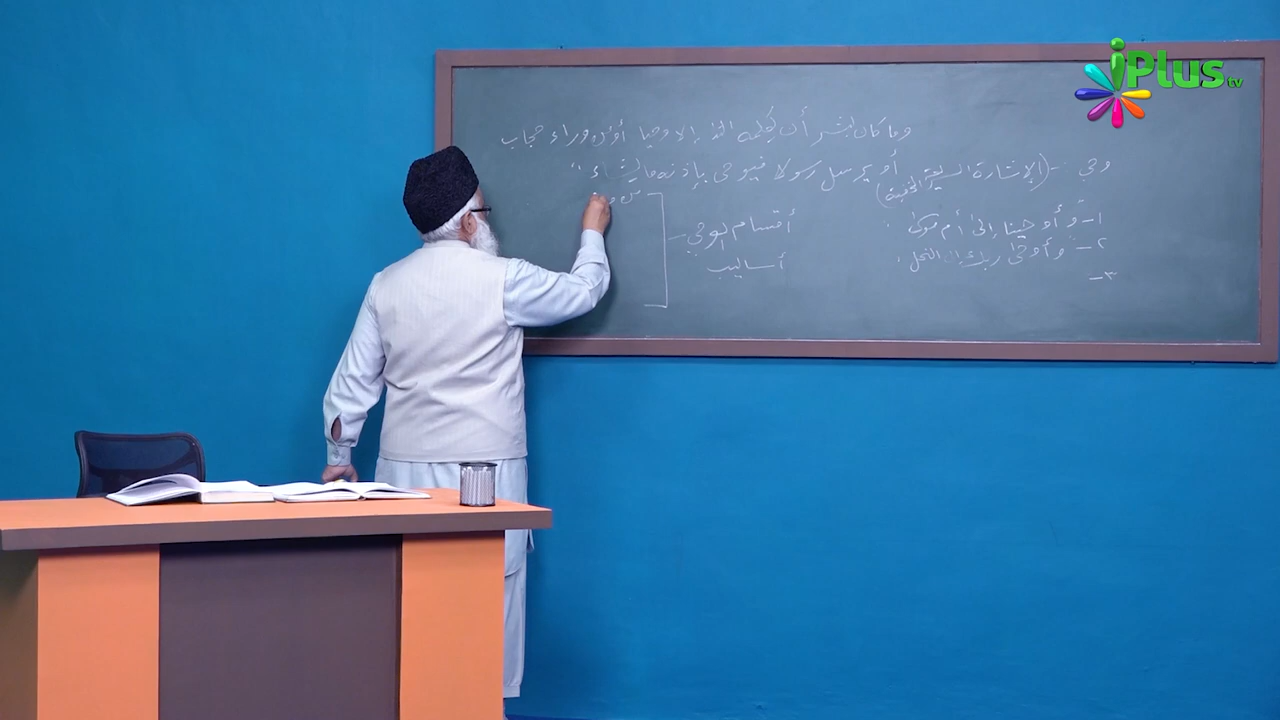 iPlus tv
وما كان لبشر أن يكلمه الله إلا وحيا أو من وراء حجاب
أو يرسل رسولا فيوحي بإذنه ما يشاء "
وحي - (الإشارة السريعة الخفية)
١- وأوحينا إلى أم موسى .
٢- وأوحى ربك إلى النحل .
٣-
أقسام الوحي
أساليب